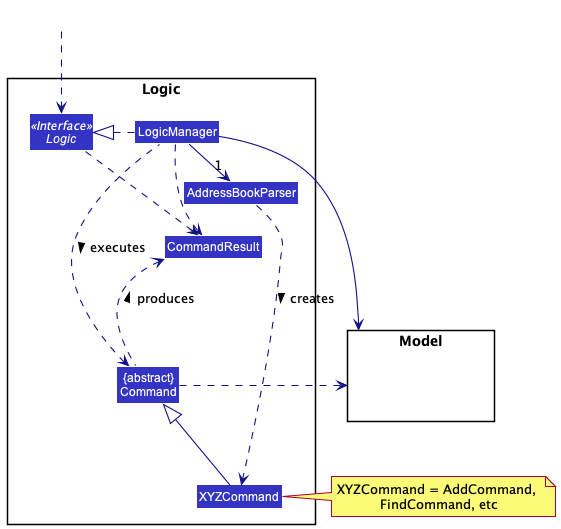 Logic
«Interface»
Logic
LogicManager
1
AddressBookParser
CommandResult
executes
produces
creates
Model
{abstract}
Command
XYZCommand
XYZCommand = AddCommand,
FindCommand, etc